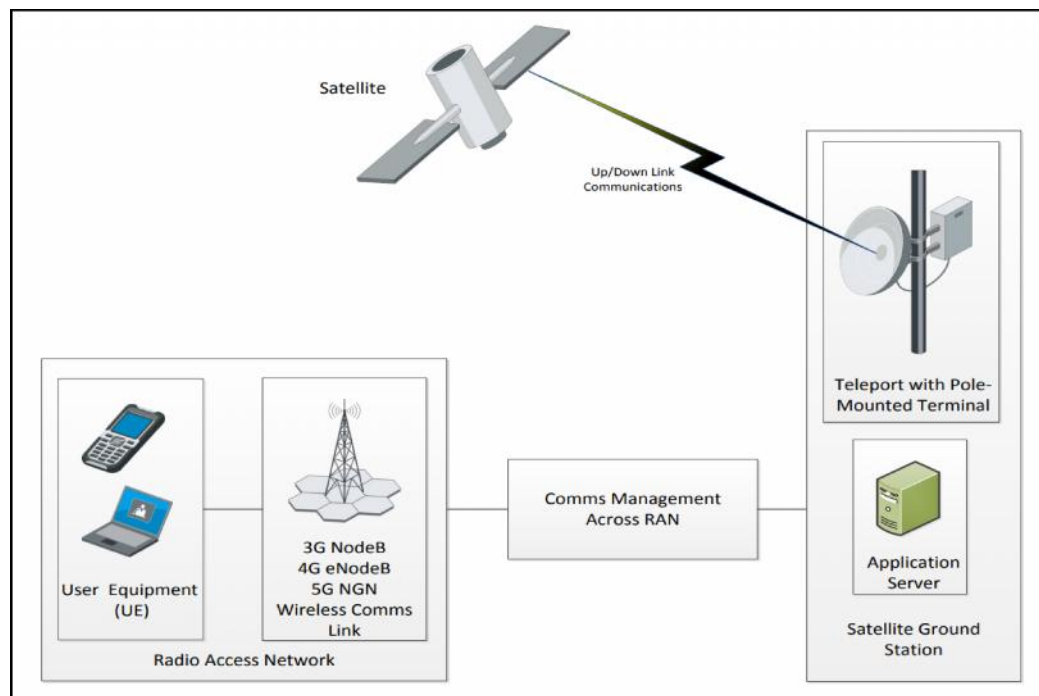 Satellite
Up/Down Link
Communications
Teleport with Pole-
Mounted Terminal
Application
Server
Satellite Ground
Station
Comms Management
Across RAN
User Equipment
(UE)
3G NodeB
4G eNodeB
5G NGN
Wireless Comms
Link
Radio Access Network